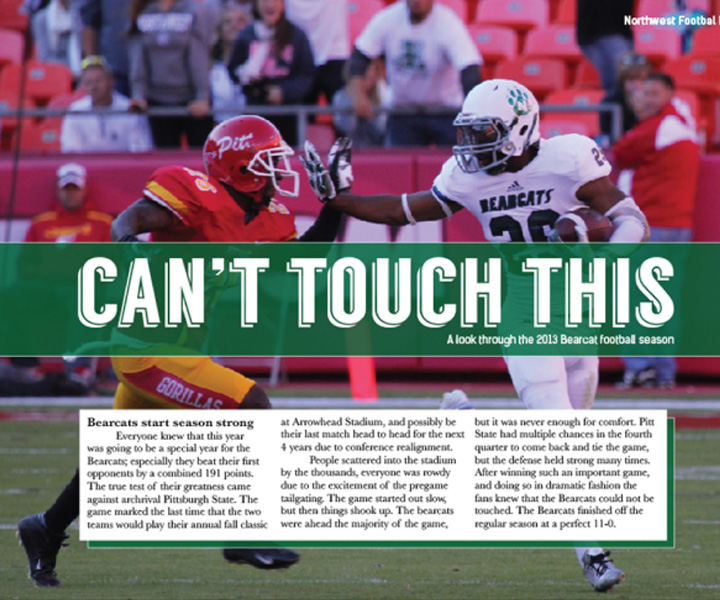 Northwest Football
Pitt
BEARCATS
GORILLAS
CAN'T TOUCH THIS
A look through the 2013 Bearcat football season
Bearcats start season strong
Everyone knew that this year
was going to be a special year for the
Bearcats; especially they beat their first
opponents by a combined 191 points.
The true test of their greatness came
against archrival Pittsburgh State. The
game marked the last time that the two
teams would play their annual fall classic
at Arrowhead Stadium, and possibly be
their last match head to head for the next
4 years due to conference realignment.
People scattered into the stadium
by the thousands, everyone was rowdy
due to the excitement of the pregame
tailgating. The game started out slow,
but then things shook up. The bearcats
were ahead the majority of the game,
but it was never enough for comfort. Pitt
State had multiple chances in the fourth
quarter to come back and tie the game,
but the defense held strong many times.
After winning such an important game,
and doing so in dramatic fashion the
fans knew that the Bearcats could not be
touched. The Bearcats finished off the
regular season at a perfect 11-0.